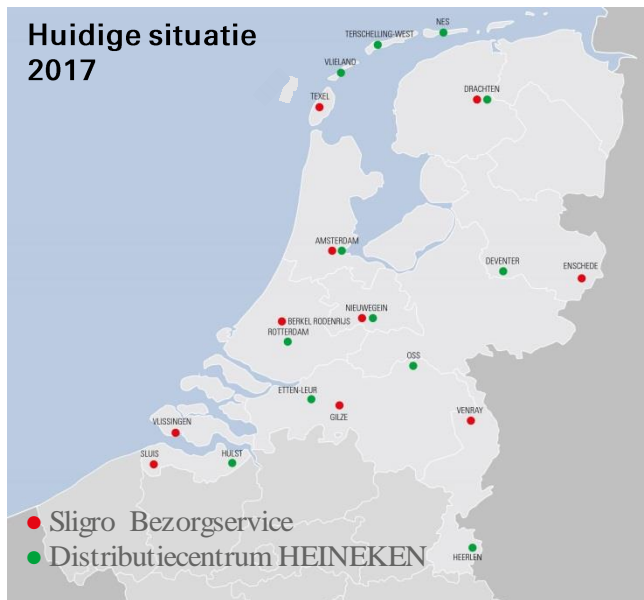 Huidige situatie
2017
NES
TERSCHELLING-WEST
VLIELAND
TEXEL
DRACHTEN
AMSTERDAM
DEVENTER
ENSCHEDE
NIEUWEGEIN
BERKEL RODENRIJS
ROTTERDAM
OSS
ETTEN-LEUR
GILZE
VENRAY
VLISSINGEN
SLUIS
HULST
Sligro Bezorgservice
Distributiecentrum HEINEKEN
HEERLEN